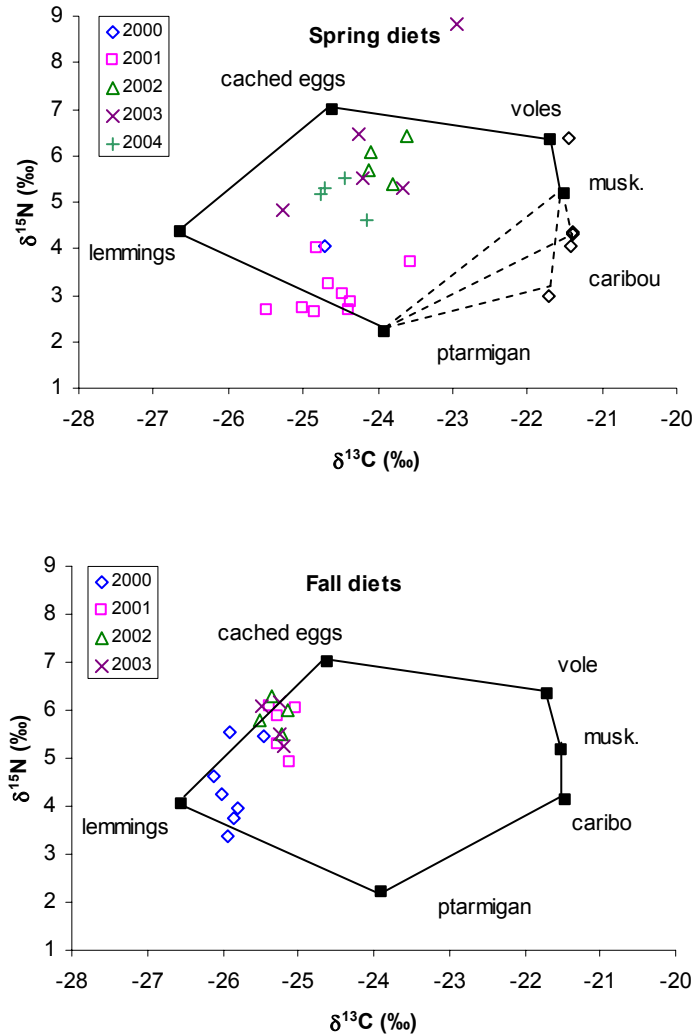 Spring diets
2000
2001
2002
2003
2004
cached eggs
voles
musk.
lemmings
caribou
ptarmigan
δ15N (‰)
9
8
7
6
5
4
3
2
1
-28 -27 -26 -25 -24 -23 -22 -21 -20
δ13C (‰)
Fall diets
2000
2001
2002
2003
cached eggs
vole
musk.
lemmings
caribo
ptarmigan
δ15N (‰)
9
8
7
6
5
4
3
2
1
-28 -27 -26 -25 -24 -23 -22 -21 -20
δ13C (‰)